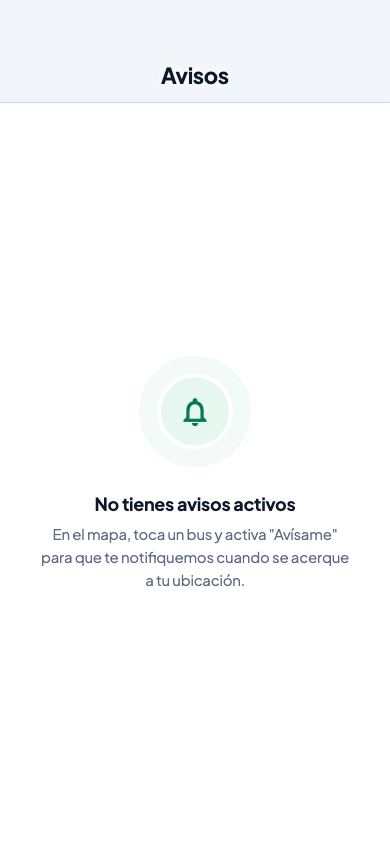 Avisos
No tienes avisos activos
En el mapa, toca un bus y activa "Avísame"
para que te notifiquemos cuando se acerque
a tu ubicación.